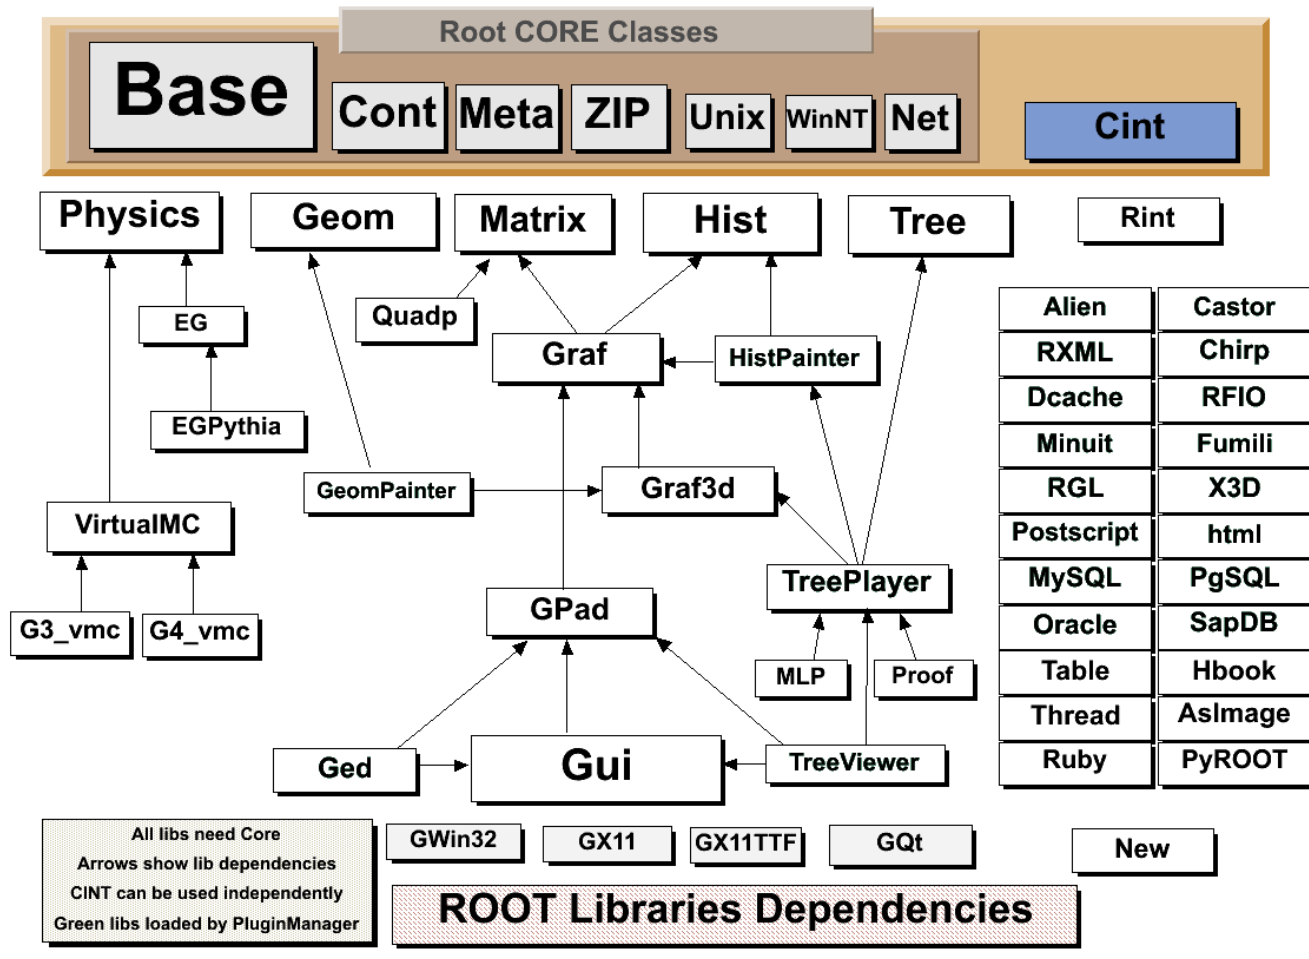 Root CORE Classes
Base
Cont
Meta
ZIP
Unix
WinNT
Net
Cint
Physics
Geom
Matrix
Hist
Tree
Rint
EG
Quadp
Graf
HistPainter
EGPythia
GeomPainter
Graf3d
VirtualMC
TreePlayer
GPad
G3_vmc
G4_vmc
MLP
Proof
Ged
Gui
TreeViewer
Alien
Castor
RXML
Chirp
Dcache
RFIO
Minuit
Fumili
RGL
X3D
Postscript
html
MySQL
PgSQL
Oracle
SapDB
Table
Hbook
Thread
AsImage
Ruby
PyROOT
All libs need Core
Arrows show lib dependencies
CINT can be used independently
Green libs loaded by PluginManager
GWin32
GX11
GX11TTF
GQt
New
ROOT Libraries Dependencies